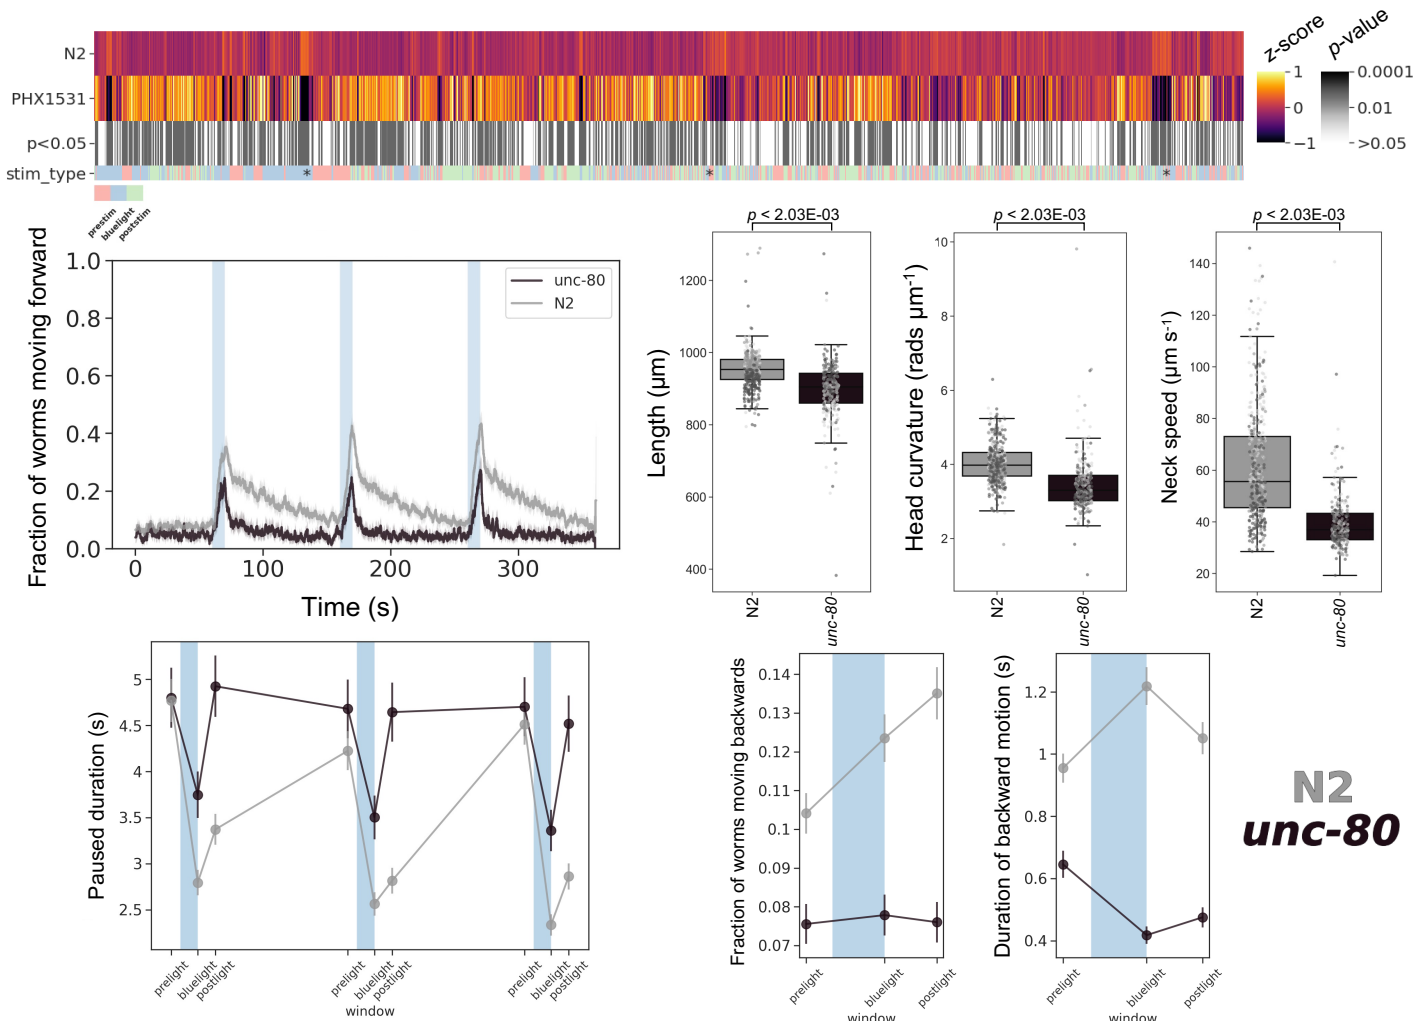 N2
PHX1531
p<0.05
stim_type
*
*
*
z-score
1
0
−1
p-value
0.0001
0.01
>0.05
prestim
bluelight
poststim
Fraction of worms moving forward
1.0
0.8
0.6
0.4
0.2
0.0
0
100
200
300
Time (s)
unc-80
N2
p < 2.03E-03
Length (μm)
1200
1000
800
600
400
N2
unc-80
p < 2.03E-03
Head curvature (rads μm⁻¹)
10
8
6
4
2
N2
unc-80
p < 2.03E-03
Neck speed (μm s⁻¹)
140
120
100
80
60
40
20
N2
unc-80
Paused duration (s)
5
4.5
4
3.5
3
2.5
prelight
bluelight
postlight
prelight
bluelight
postlight
prelight
bluelight
postlight
window
Fraction of worms moving backwards
0.14
0.13
0.12
0.11
0.1
0.09
0.08
0.07
prelight
bluelight
postlight
window
Duration of backward motion (s)
1.2
1
0.8
0.6
0.4
prelight
bluelight
postlight
window
N2
unc-80